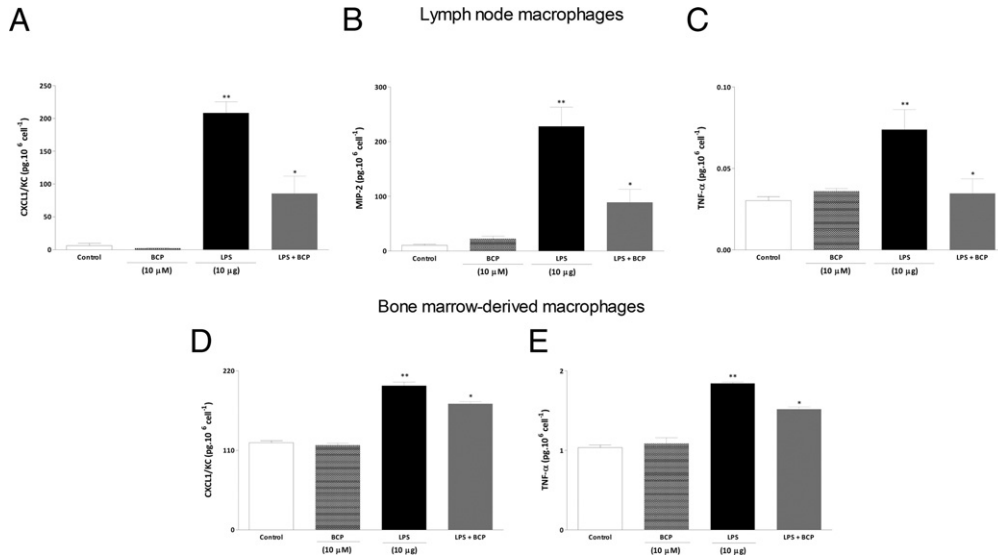 Lymph node macrophages
A
CXCL1/KC (pg.10 6 cell-1)
250
200
150
100
50
0
**
*
Control
BCP
LPS
LPS + BCP
(10 µM)
(10 µg)
B
MIP-2 (pg.10 6 cell-1)
300
200
100
0
**
*
Control
BCP
LPS
LPS + BCP
(10 µM)
(10 µg)
C
TNF-α (pg.10 6 cell-1)
0.10
0.05
0.00
**
*
Control
BCP
LPS
LPS + BCP
(10 µM)
(10 µg)
Bone marrow-derived macrophages
D
CXCL1/KC (pg.10 6 cell-1)
220
110
0
**
*
Control
BCP
LPS
LPS + BCP
(10 µM)
(10 µg)
E
TNF-α (pg.10 6 cell-1)
2
1
0
**
*
Control
BCP
LPS
LPS + BCP
(10 µM)
(10 µg)